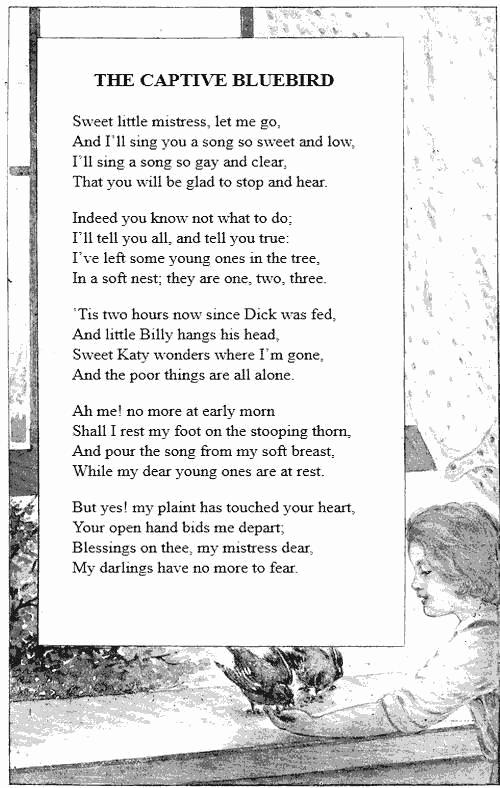 THE CAPTIVE BLUEBIRD
Sweet little mistress, let me go,
And I'll sing you a song so sweet and low,
I'll sing a song so gay and clear,
That you will be glad to stop and hear.
Indeed you know not what to do;
I'll tell you all, and tell you true:
I've left some young ones in the tree,
In a soft nest; they are one, two, three.
'Tis two hours now since Dick was fed,
And little Billy hangs his head,
Sweet Katy wonders where I'm gone,
And the poor things are all alone.
Ah me! no more at early morn
Shall I rest my foot on the stooping thorn,
And pour the song from my soft breast,
While my dear young ones are at rest.
But yes! my plaint has touched your heart,
Your open hand bids me depart;
Blessings on thee, my mistress dear,
My darlings have no more to fear.